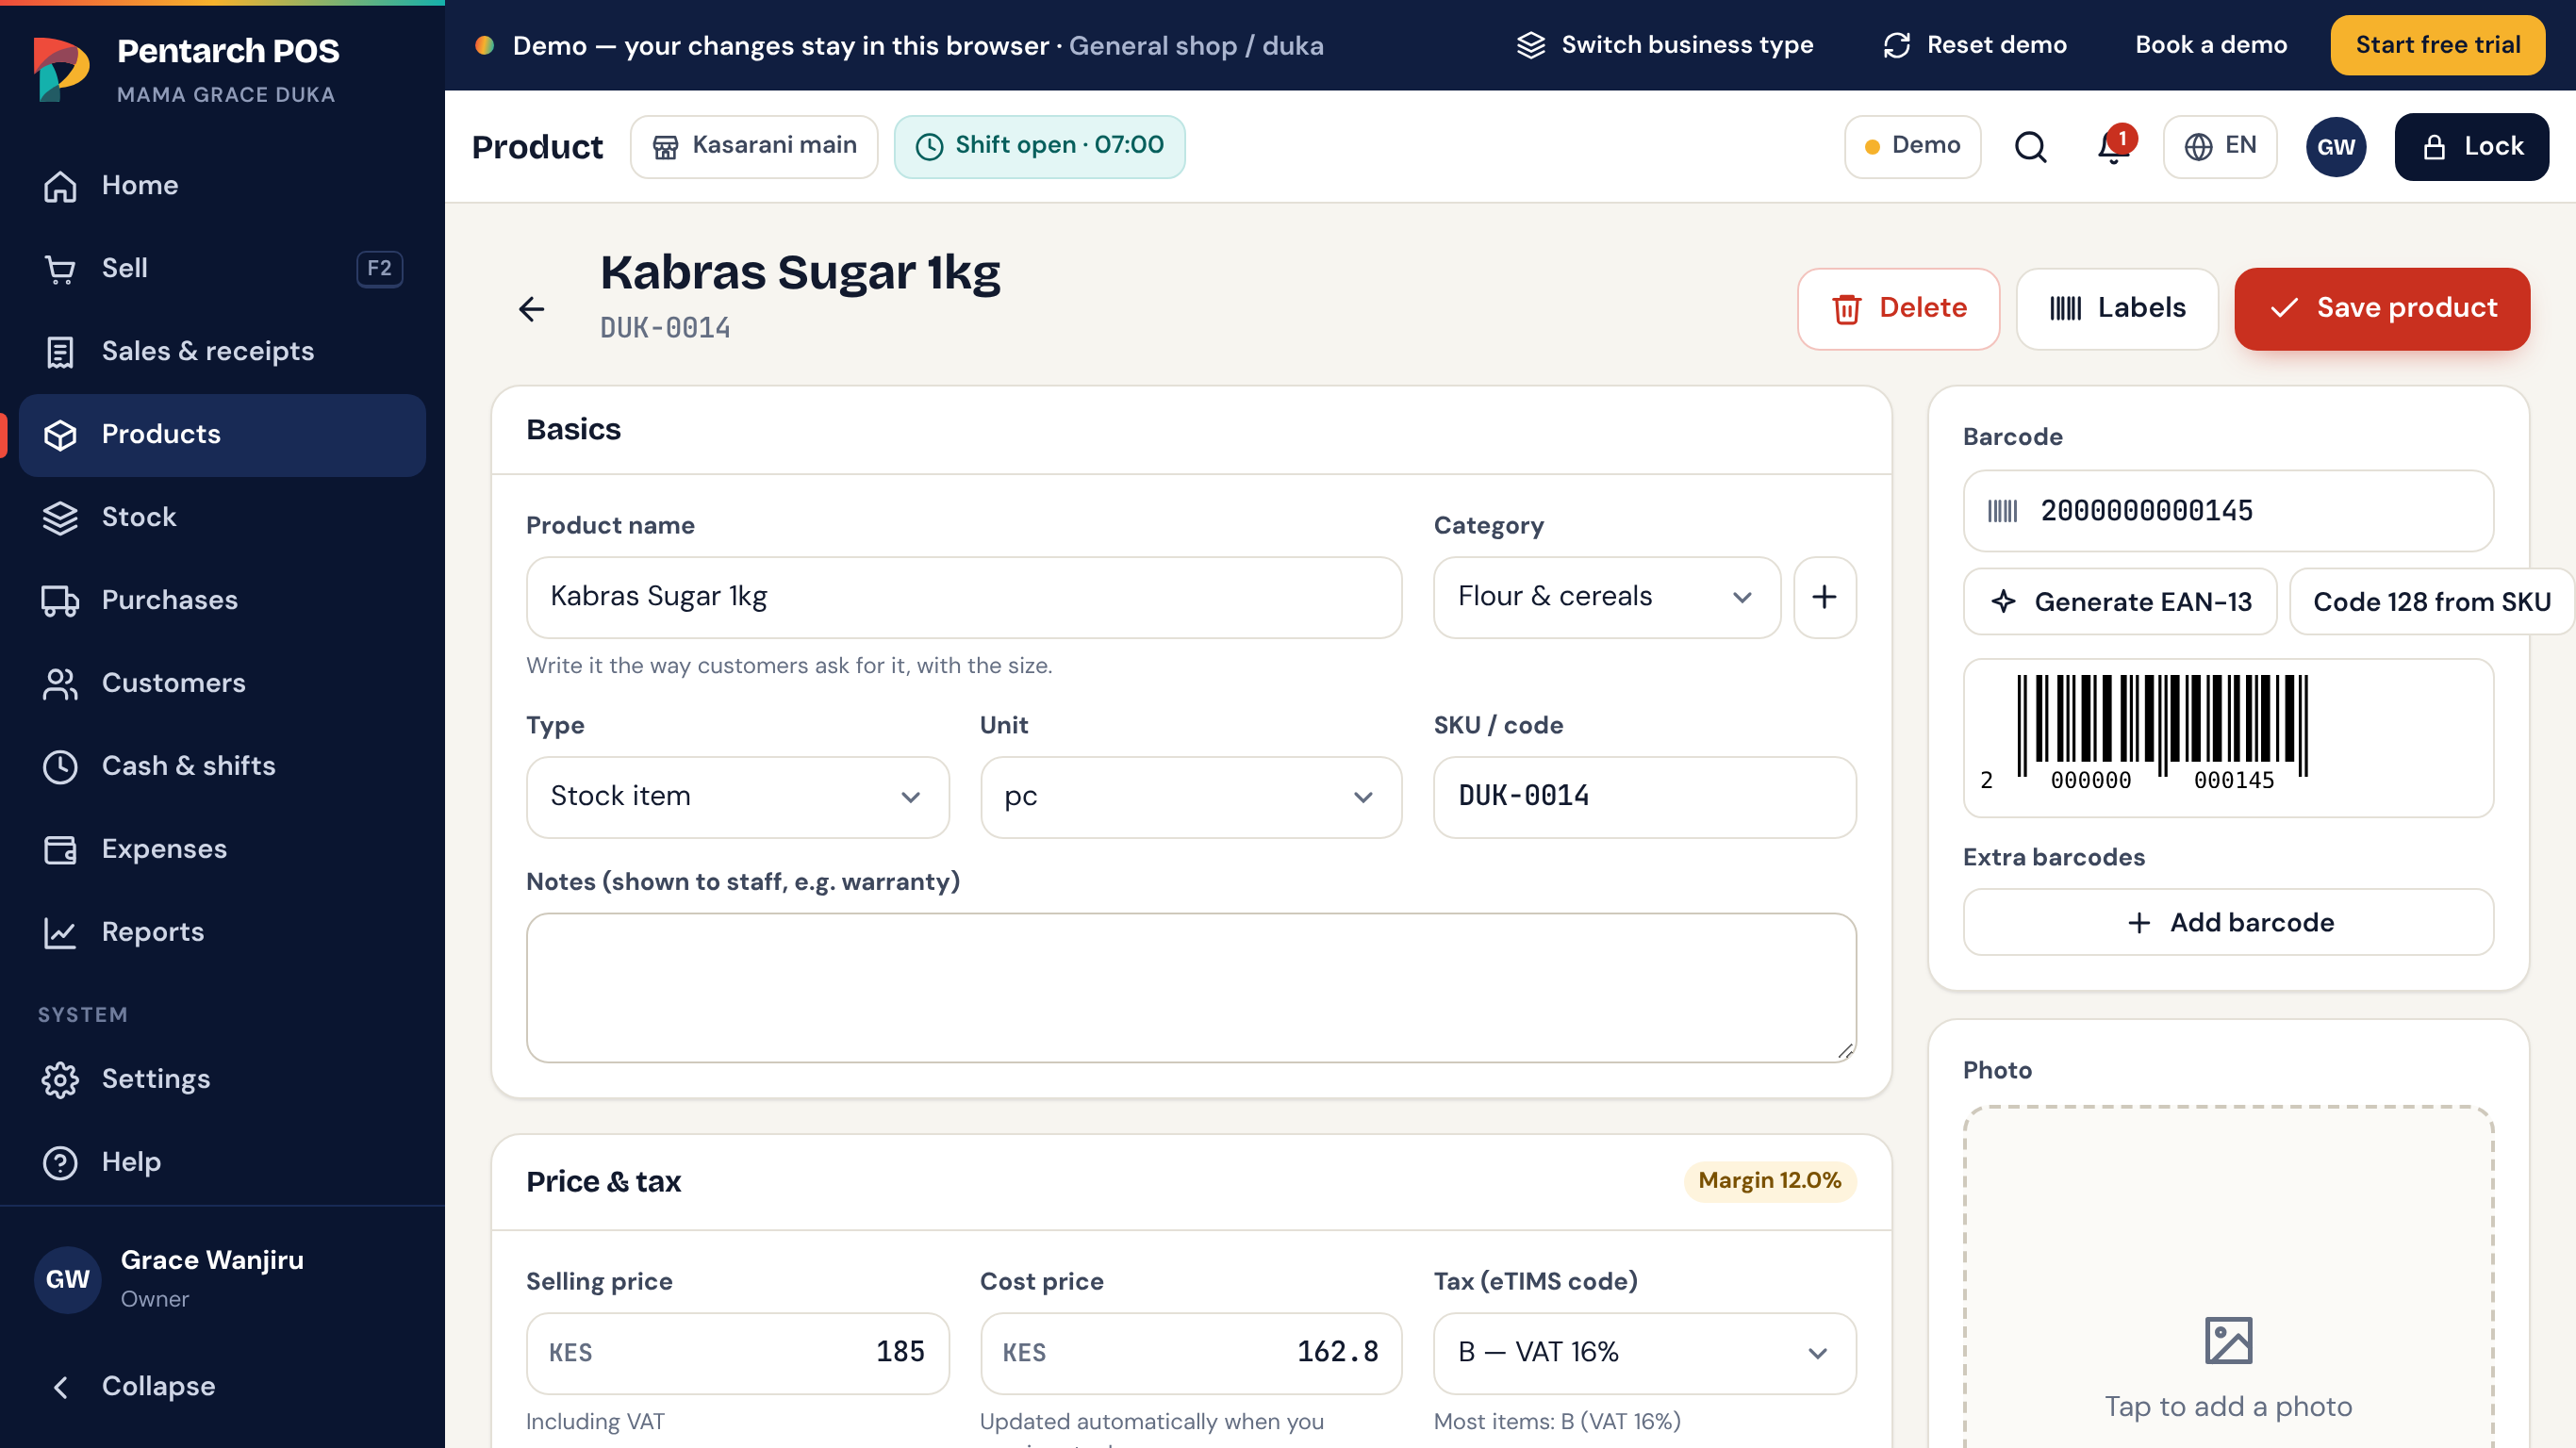 Pentarch POS
MAMA GRACE DUKA
Home
Sell
F2
Sales & receipts
Products
Stock
Purchases
Customers
Cash & shifts
Expenses
Reports
SYSTEM
Settings
Help
GW
Grace Wanjiru
Owner
Collapse
Demo — your changes stay in this browser · General shop / duka
Switch business type
Reset demo
Book a demo
Start free trial
Product
Kasarani main
Shift open · 07:00
Demo
1
EN
GW
Lock
Kabras Sugar 1kg
DUK-0014
Delete
Labels
Save product
Basics
Product name
Kabras Sugar 1kg
Write it the way customers ask for it, with the size.
Category
Flour & cereals
Type
Stock item
Unit
pc
SKU / code
DUK-0014
Notes (shown to staff, e.g. warranty)
Price & tax
Margin 12.0%
Selling price
KES 185
Including VAT
Cost price
KES 162.8
Updated automatically when you
Tax (eTIMS code)
B — VAT 16%
Most items: B (VAT 16%)
Barcode
2000000000145
Generate EAN-13
Code 128 from SKU
2 000000 000145
Extra barcodes
Add barcode
Photo
Tap to add a photo